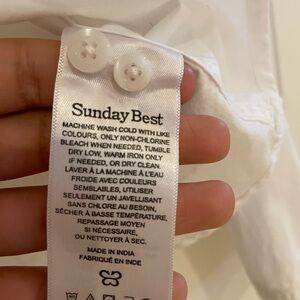 Sunday Best
MACHINE WASH COLD WITH LIKE
COLOURS, ONLY NON-CHLORINE
BLEACH WHEN NEEDED, TUMBLE
DRY LOW, WARM IRON ONLY
IF NEEDED, OR DRY CLEAN.
LAVER À LA MACHINE À L'EAU
FROIDE AVEC COULEURS
SEMBLABLES, UTILISER
SEULEMENT UN JAVELLISANT
SANS CHLORE AU BESOIN,
SÉCHER À BASSE TEMPÉRATURE,
REPASSAGE MOYEN
SI NÉCESSAIRE,
OU NETTOYER À SEC.
MADE IN INDIA
FABRIQUÉ EN INDE